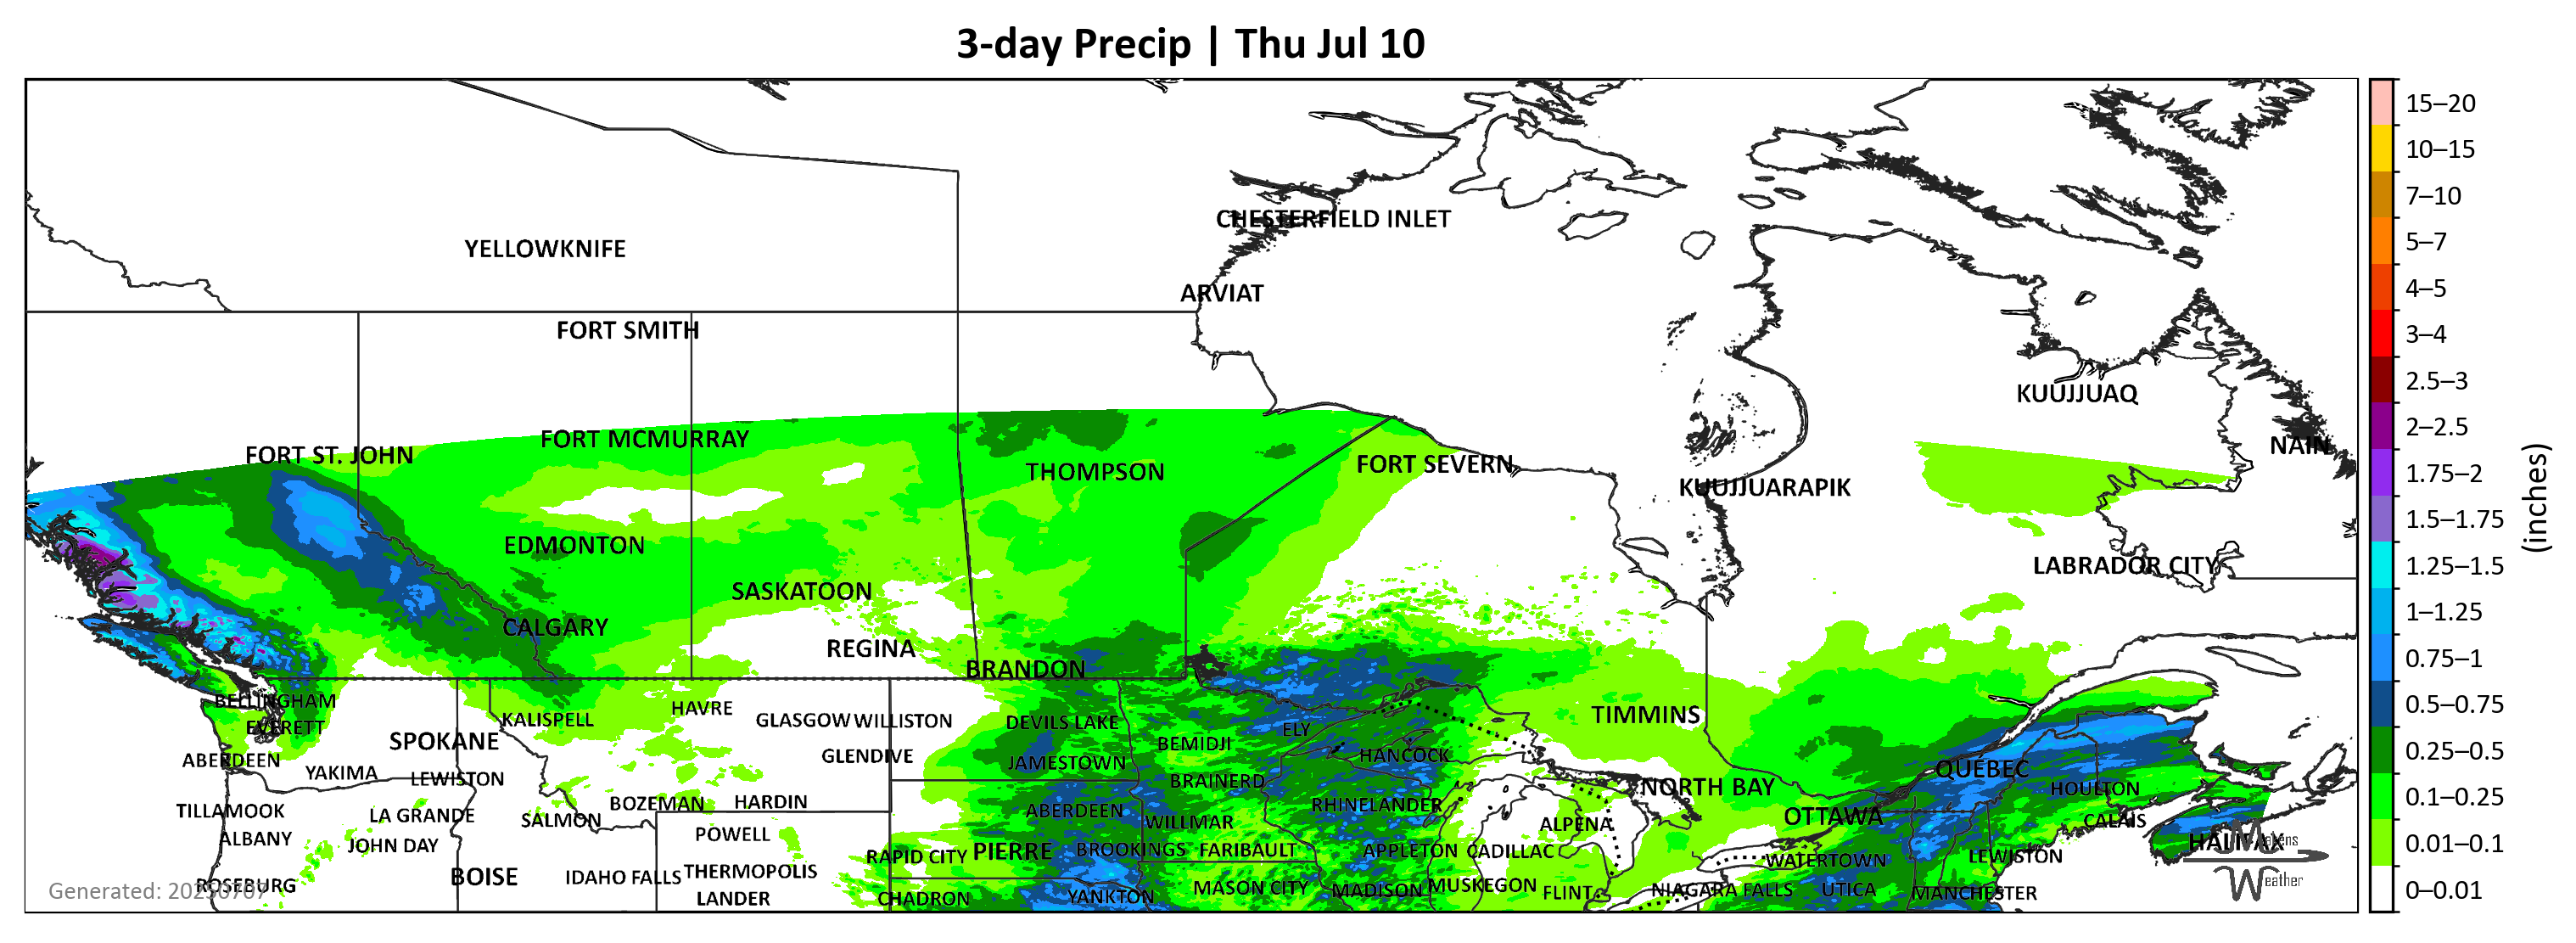 3-day Precip | Thu Jul 10
CHESTERFIELD INLET
YELLOWKNIFE
ARVIAT
FORT SMITH
KUUJJUAQ
FORT MCMURRAY
NAIN
FORT ST. JOHN
THOMPSON
FORT SEVERN
KUUJJUARAPIK
EDMONTON
LABRADOR CITY
SASKATOON
CALGARY
REGINA
BRANDON
BELLINGHAM
HAVRE
TIMMINS
KALISPELL
GLASGOW
WILLISTON
DEVILS LAKE
EVERETT
ELY
SPOKANE
BEMIDJI
ABERDEEN
GLENDIVE
JAMESTOWN
HANCOCK
QUÉBEC
YAKIMA
LEWISTON
BRAINERD
NORTH BAY
HOULTON
BOZEMAN
HARDIN
RHINELANDER
TILLAMOOK
LA GRANDE
SALMON
ABERDEEN
WILLMAR
ALPENA
OTTAWA
CALAIS
ALBANY
JOHN DAY
POWELL
HALIFAX
Makens
RAPID CITY
PIERRE
BROOKINGS
FARIBAULT
APPLETON
CADILLAC
WATERTOWN
LEWISTON
BOISE
IDAHO FALLS
THERMOPOLIS
Weather
ROSEBURG
MASON CITY
MADISON
MUSKEGON
FLINT
NIAGARA FALLS
UTICA
MANCHESTER
LANDER
CHADRON
YANKTON
Generated: 20250707
15–20
10–15
7–10
5–7
4–5
3–4
2.5–3
2–2.5
1.75–2
1.5–1.75
1.25–1.5
1–1.25
0.75–1
0.5–0.75
0.25–0.5
0.1–0.25
0.01–0.1
0–0.01
(inches)